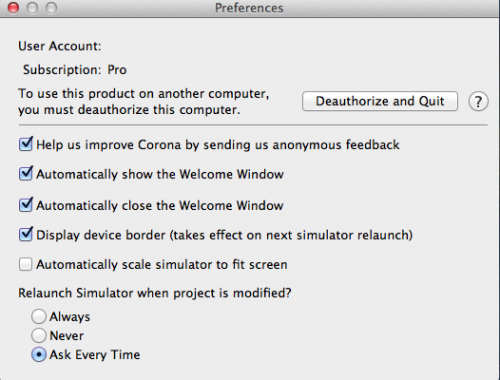 Preferences
User Account:
Subscription: Pro
To use this product on another computer,
you must deauthorize this computer.
Deauthorize and Quit
?
Help us improve Corona by sending us anonymous feedback
Automatically show the Welcome Window
Automatically close the Welcome Window
Display device border (takes effect on next simulator relaunch)
Automatically scale simulator to fit screen
Relaunch Simulator when project is modified?
Always
Never
Ask Every Time